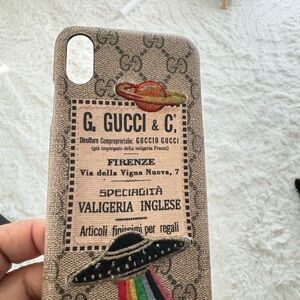 G. GUCCI & C.
Direttore Comproprietario: GUCCIO GUCCI
(già impiegato della valigeria Franzi)
FIRENZE
Via della Vigna Nuova, 7
SPECIALITÀ
VALIGERIA INGLESE
Articoli finissimi per regali